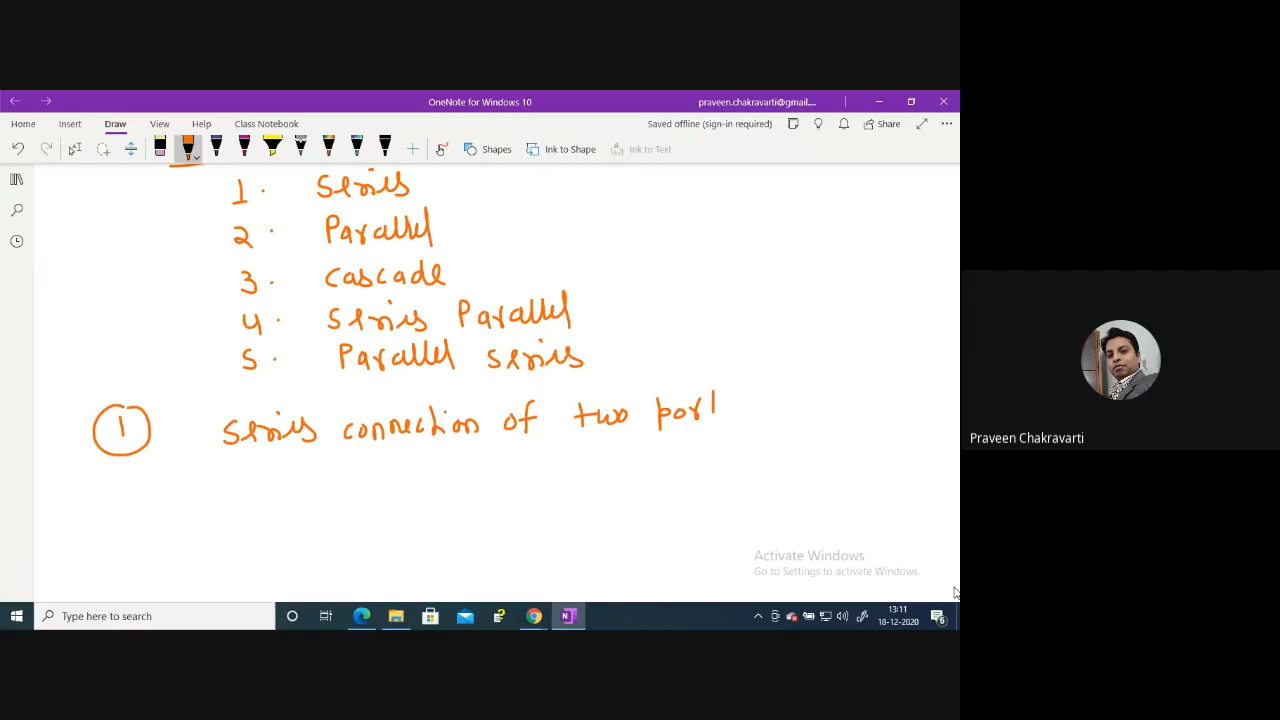 OneNote for Windows 10
praveen.chakravarti@gmail....
Home Insert Draw View Help Class Notebook
Saved offline (sign-in required)
Share
Shapes
Ink to Shape
Ink to Text
1. Series
2. Parallel
3. cascade
4. Series Parallel
5. Parallel series
1 Series connection of two port
Praveen Chakravarti
Activate Windows
Go to Settings to activate Windows.
Type here to search
13:11
18-12-2020
6